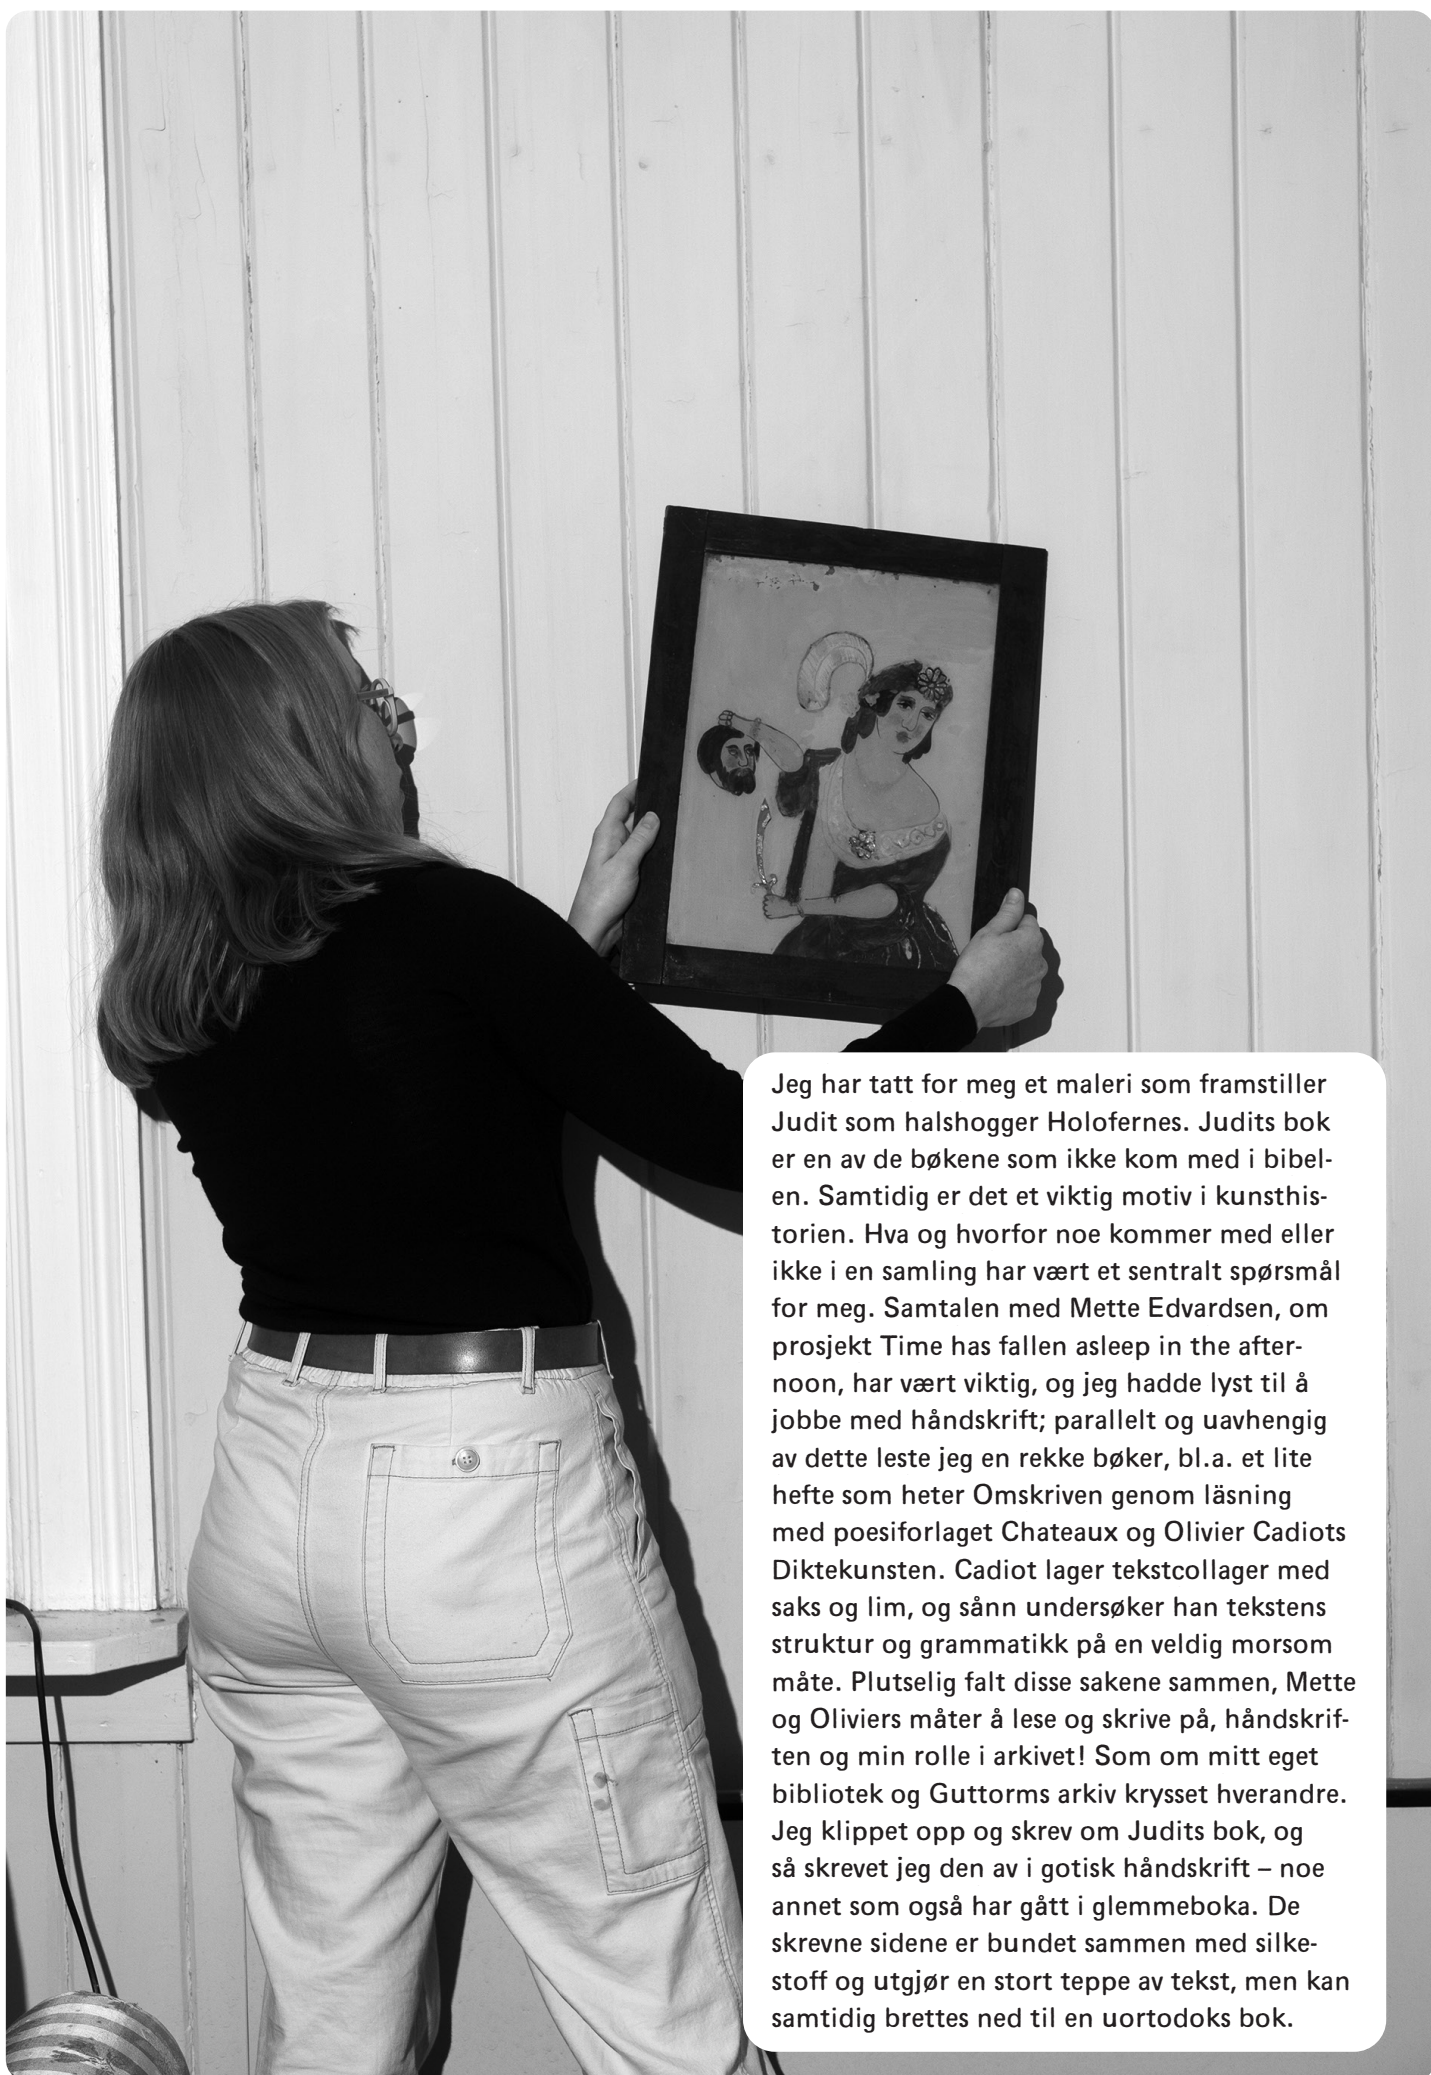 Jeg har tatt for meg et maleri som framstiller
Judit som halshogger Holofernes. Judits bok
er en av de bøkene som ikke kom med i bibel-
en. Samtidig er det et viktig motiv i kunsthis-
torien. Hva og hvorfor noe kommer med eller
ikke i en samling har vært et sentralt spørsmål
for meg. Samtalen med Mette Edvardsen, om
prosjekt Time has fallen asleep in the after-
noon, har vært viktig, og jeg hadde lyst til å
jobbe med håndskrift; parallelt og uavhengig
av dette leste jeg en rekke bøker, bl.a. et lite
hefte som heter Omskriven genom läsning
med poesiforlaget Chateaux og Olivier Cadiots
Diktekunsten. Cadiot lager tekstcollager med
saks og lim, og sånn undersøker han tekstens
struktur og grammatikk på en veldig morsom
måte. Plutselig falt disse sakene sammen, Mette
og Oliviers måter å lese og skrive på, håndskrif-
ten og min rolle i arkivet! Som om mitt eget
bibliotek og Guttorms arkiv krysset hverandre.
Jeg klippet opp og skrev om Judits bok, og
så skrevet jeg den av i gotisk håndskrift – noe
annet som også har gått i glemmeboka. De
skrevne sidene er bundet sammen med silke-
stoff og utgjør en stort teppe av tekst, men kan
samtidig brettes ned til en uortodoks bok.